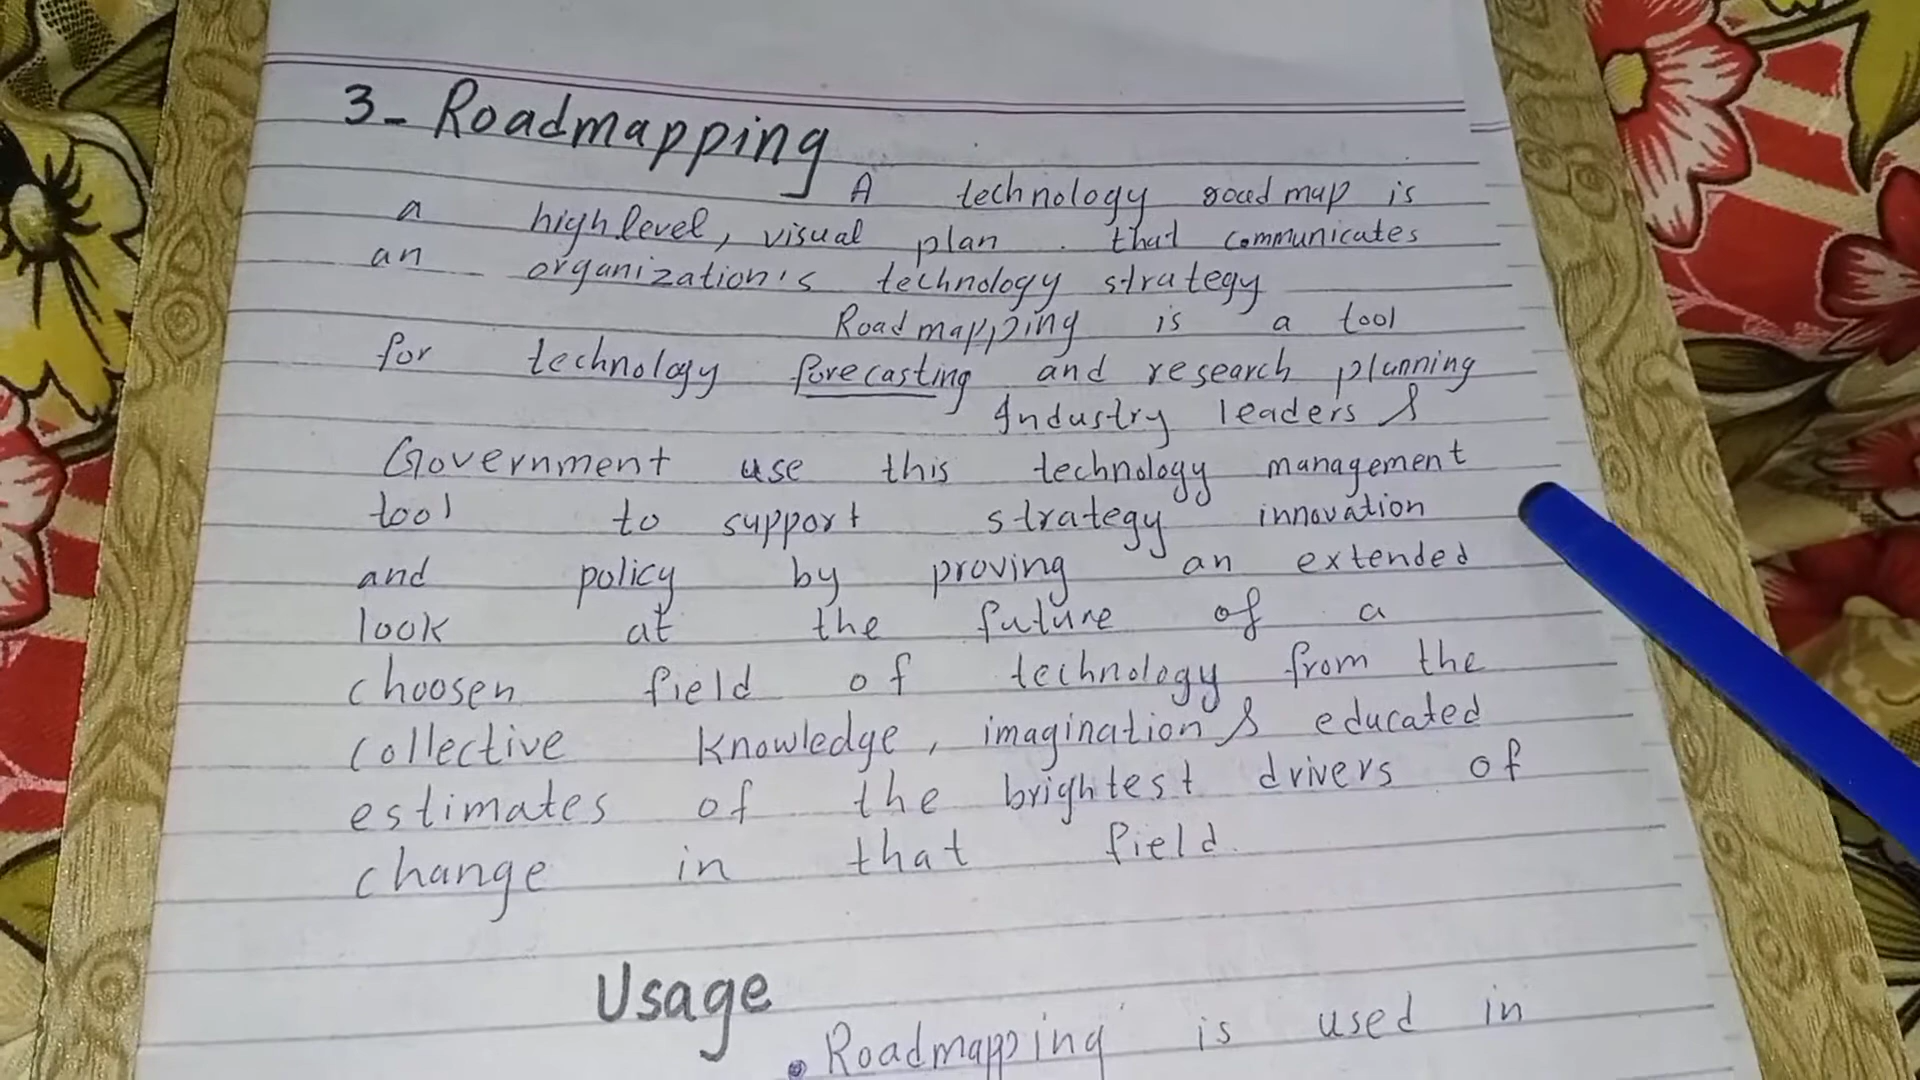 3- Roadmapping
A technology roadmap is
a high level, visual plan that communicates
an organization's technology strategy
Roadmapping is a tool
for technology forecasting and research planning
Industry leaders &
Government use this technology management
tool to support strategy innovation
and policy by proving an extended
look at the future of a
choosen field of technology from the
collective knowledge, imagination & educated
estimates of the brightest drivers of
change in that field.
Usage
• Roadmapping is used in